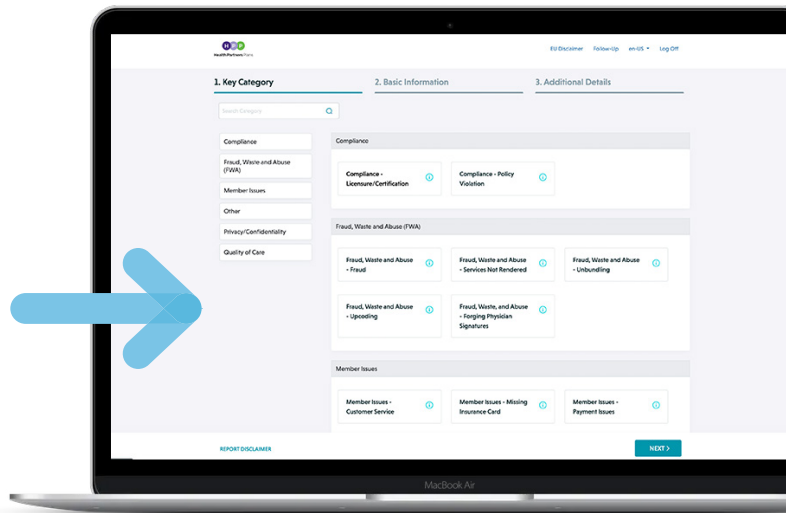 HPP
Health Partners Plans
EU Disclaimer Follow-Up en-US Log Off
1. Key Category 2. Basic Information 3. Additional Details
Search Category
Compliance
Fraud, Waste and Abuse
(FWA)
Member Issues
Other
Privacy/Confidentiality
Quality of Care
Compliance
Compliance -
Licensure/Certification
Compliance - Policy
Violation
Fraud, Waste and Abuse (FWA)
Fraud, Waste and Abuse
- Fraud
Fraud, Waste and Abuse
- Services Not Rendered
Fraud, Waste and Abuse
- Unbundling
Fraud, Waste and Abuse
- Upcoding
Fraud, Waste, and Abuse
- Forging Physician
Signatures
Member Issues
Member Issues -
Customer Service
Member Issues - Missing
Insurance Card
Member Issues -
Payment Issues
REPORT DISCLAIMER
NEXT >
MacBook Air